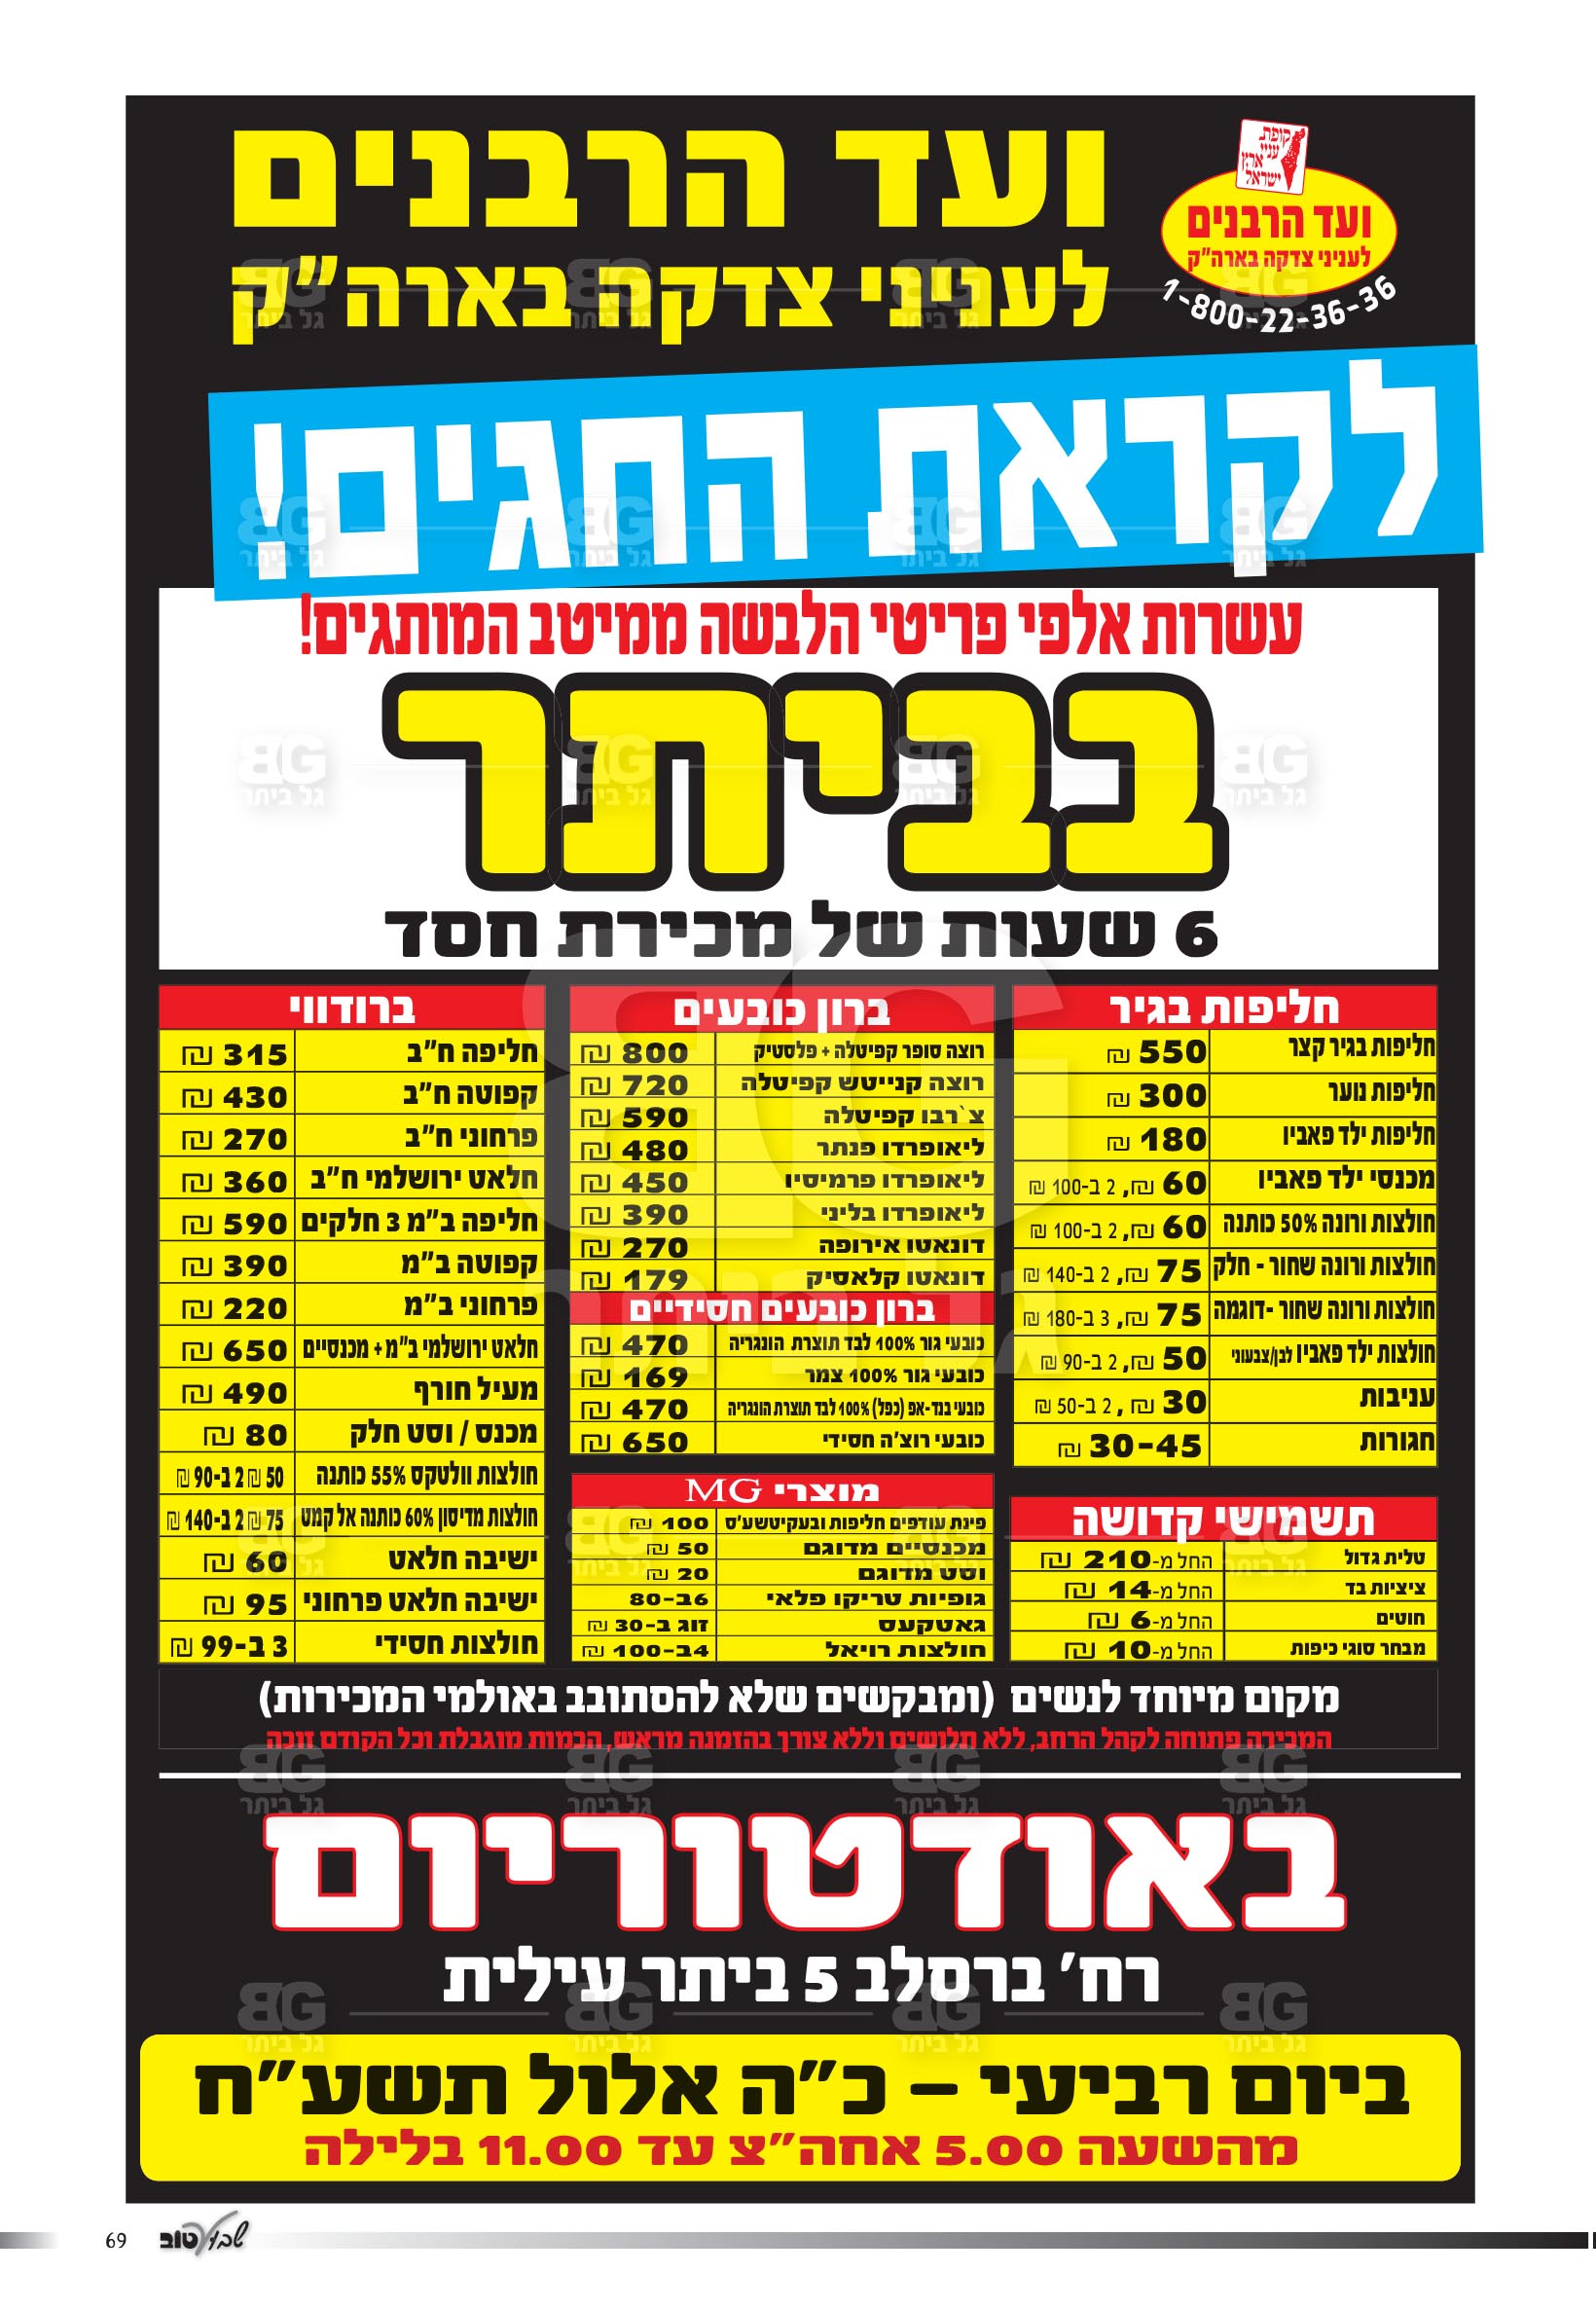 ועד הרבנים
לעניני צדקה בארה"ק
קופת
עניי
ארץ
ישראל
ועד הרבנים
לעניני צדקה בארה"ק
1-800-22-36-36
לקראת החגים!
עשרות אלפי פריטי הלבשה ממיטב המותגים!
בביתר
6 שעות של מכירת חסד
חליפות בגיר
חליפות בגיר קצר 550 ₪
חליפות נוער 300 ₪
חליפות ילד פאביו 180 ₪
מכנסי ילד פאביו 60 ₪, 2 ב-100 ₪
חולצות ורונה 50% כותנה 60 ₪, 2 ב-100 ₪
חולצות ורונה שחור - חלק 75 ₪, 2 ב-140 ₪
חולצות ורונה שחור -דוגמה 75 ₪, 3 ב-180 ₪
חולצות ילד פאביו לבן/צבעוני 50 ₪, 2 ב-90 ₪
עניבות 30 ₪ , 2 ב-50 ₪
חגורות 30-45 ₪
תשמישי קדושה
טלית גדול החל מ-210 ₪
ציציות בד החל מ-14 ₪
חוטים החל מ-6 ₪
מבחר סוגי כיפות החל מ-10 ₪
ברון כובעים
רוצה סופר קפיטלה + פלסטיק 800 ₪
רוצה קנייטש קפיטלה 720 ₪
צ`רבו קפיטלה 590 ₪
ליאופרדו פנתר 480 ₪
ליאופרדו פרמיסיו 450 ₪
ליאופרדו בליני 390 ₪
דונאטו אירופה 270 ₪
דונאטו קלאסיק 179 ₪
ברון כובעים חסידיים
כובעי גור 100% לבד תוצרת הונגריה 470 ₪
כובעי גור 100% צמר 169 ₪
כובעי בנד-אפ (כפל) 100% לבד תוצרת הונגריה 470 ₪
כובעי רוצ'ה חסידי 650 ₪
מוצרי MG
פינת עודפים חליפות ובעקיטשע'ס 100 ₪
מכנסיים מדוגם 50 ₪
וסט מדוגם 20 ₪
גופיות טריקו פלאי 6ב-80
גאטקעס זוג ב-30 ₪
חולצות רויאל 4ב-100 ₪
ברודווי
חליפה ח"ב 315 ₪
קפוטה ח"ב 430 ₪
פרחוני ח"ב 270 ₪
חלאט ירושלמי ח"ב 360 ₪
חליפה ב"מ 3 חלקים 590 ₪
קפוטה ב"מ 390 ₪
פרחוני ב"מ 220 ₪
חלאט ירושלמי ב"מ + מכנסיים 650 ₪
מעיל חורף 490 ₪
מכנס / וסט חלק 80 ₪
חולצות וולטקס 55% כותנה 50 ₪ 2 ב-90 ₪
חולצות מדיסון 60% כותנה אל קמט 75 ₪ 2 ב-140 ₪
ישיבה חלאט 60 ₪
ישיבה חלאט פרחוני 95 ₪
חולצות חסידי 3 ב-99 ₪
מקום מיוחד לנשים (ומבקשים שלא להסתובב באולמי המכירות)
המכירה פתוחה לקהל הרחב, ללא תלושים וללא צורך בהזמנה מראש, הכמות מוגבלת וכל הקודם זוכה
באודטוריום
רח' ברסלב 5 ביתר עילית
ביום רביעי – כ"ה אלול תשע"ח
מהשעה 5.00 אחה"צ עד 11.00 בלילה
69 שבוע טוב
BG
גל ביתר